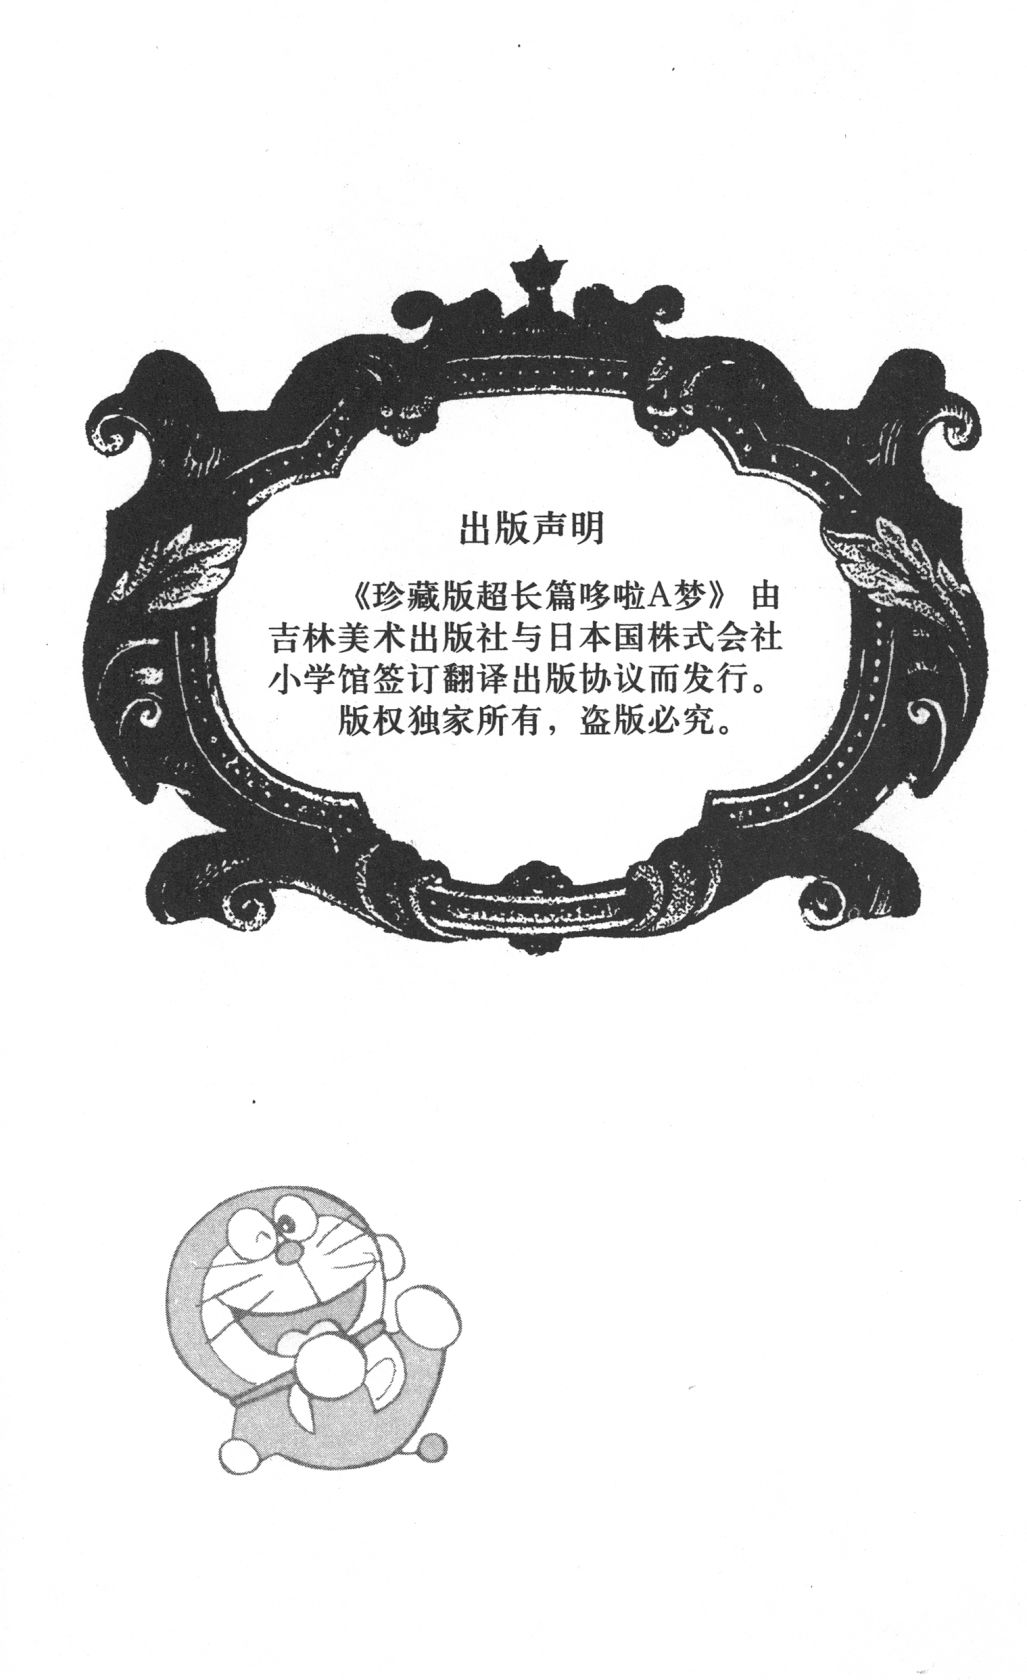 出版声明
《珍藏版超长篇哆啦A梦》由
吉林美术出版社与日本国株式会社
小学馆签订翻译出版协议而发行。
版权独家所有，盗版必究。